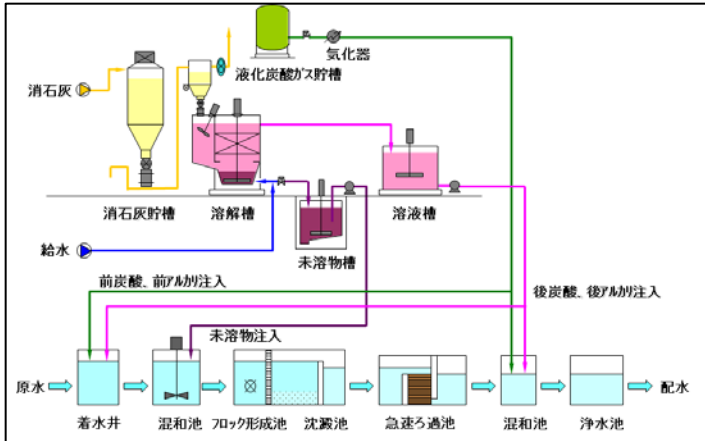 気化器
液化炭酸ガス貯槽
消石灰
消石灰貯槽
溶解槽
溶液槽
給水
未溶物槽
前炭酸、前アルカリ注入
後炭酸、後アルカリ注入
未溶物注入
原水
配水
着水井
混和池
フロック形成池
沈澱池
急速ろ過池
混和池
浄水池